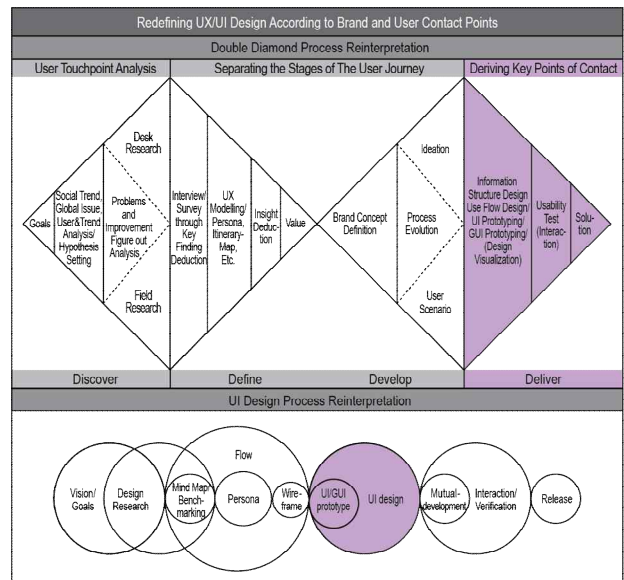 Redefining UX/UI Design According to Brand and User Contact Points
Double Diamond Process Reinterpretation
User Touchpoint Analysis
Separating the Stages of The User Journey
Deriving Key Points of Contact
Goals
Social Trend,
Global Issue,
User&Trend
Analysis/
Hypothesis
Setting
Desk
Research
Problems
and
Improvement
Figure out
Analysis
Field
Research
Interview/
Survey
through
Key
Finding
Deduction
UX
Modelling/
Persona,
Itinerary-
Map,
Etc.
Insight
Deduc-
tion
Value
Brand Concept
Definition
Ideation
Process
Evolution
User
Scenario
Information
Structure Design
Use Flow Design/
UI Prototyping/
GUI Prototyping/
(Design
Visualization)
Usability
Test
(Interac-
tion)
Solu-
tion
Discover
Define
Develop
Deliver
UI Design Process Reinterpretation
Vision/
Goals
Design
Research
Mind Map/
Bench-
marking
Flow
Persona
Wire-
frame
UI/GUI
prototype
UI design
Mutual-
development
Interaction/
Verification
Release